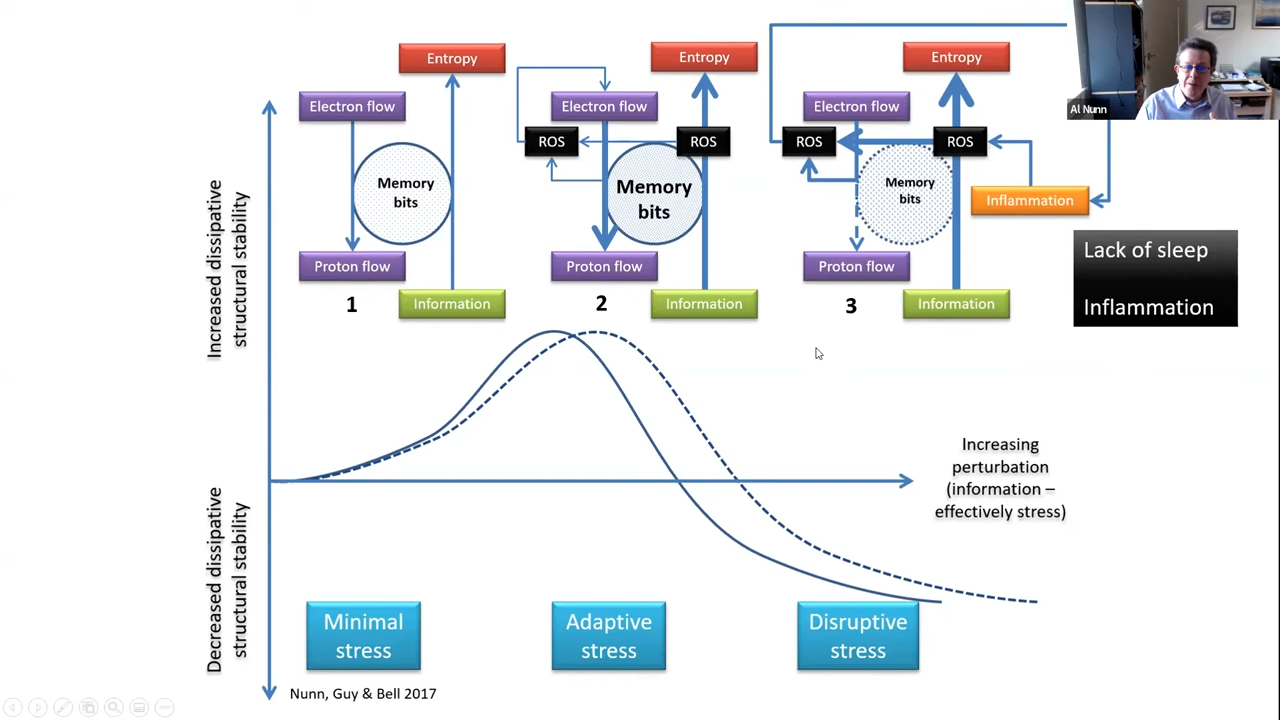 Entropy
Entropy
Entropy
Electron flow
Electron flow
Electron flow
Al Nunn
ROS
ROS
ROS
ROS
Memory
bits
Memory
bits
Memory
bits
Inflammation
Proton flow
Proton flow
Proton flow
Lack of sleep
Inflammation
1
Information
2
Information
3
Information
Increased dissipative
structural stability
Increasing
perturbation
(information –
effectively stress)
Decreased dissipative
structural stability
Minimal
stress
Adaptive
stress
Disruptive
stress
Nunn, Guy & Bell 2017